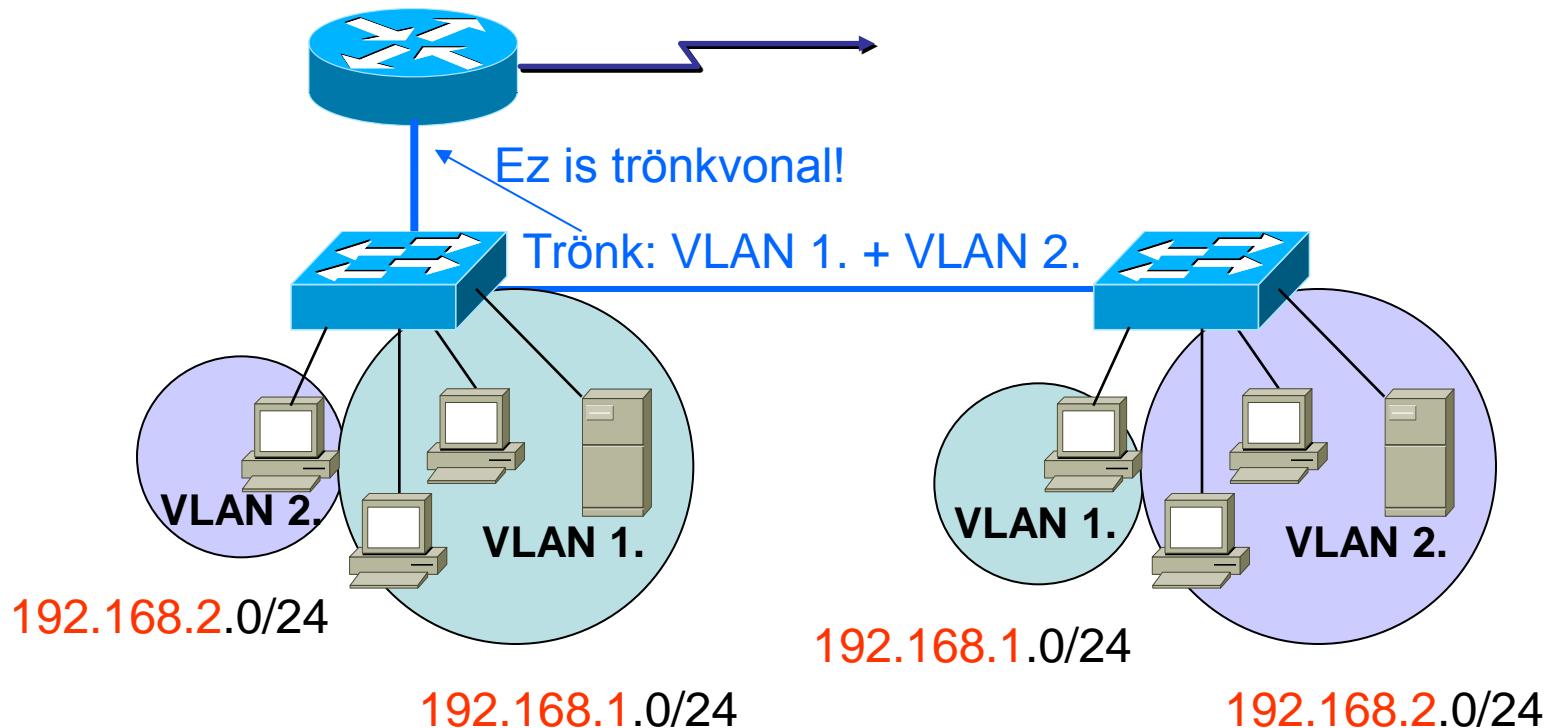 Ez is trönkvonal!
Trönk: VLAN 1. + VLAN 2.
VLAN 2.
VLAN 1.
VLAN 1.
VLAN 2.
192.168.2.0/24
192.168.1.0/24
192.168.1.0/24
192.168.2.0/24